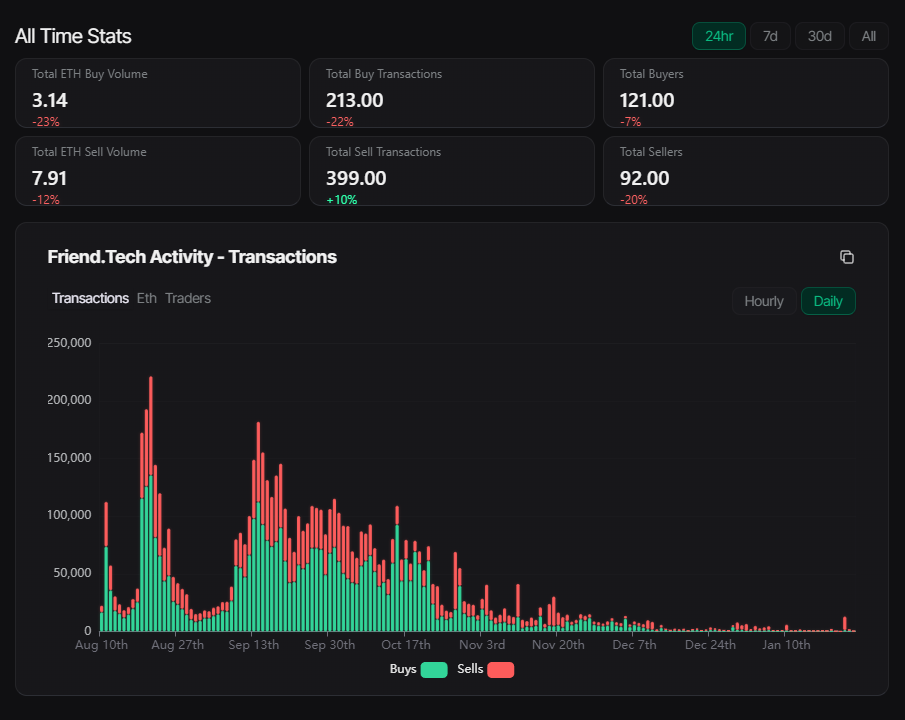 All Time Stats
24hr 7d 30d All
Total ETH Buy Volume
3.14
-23%
Total Buy Transactions
213.00
-22%
Total Buyers
121.00
-7%
Total ETH Sell Volume
7.91
-12%
Total Sell Transactions
399.00
+10%
Total Sellers
92.00
-20%
Friend.Tech Activity - Transactions
Transactions Eth Traders
Hourly Daily
250,000
200,000
150,000
100,000
50,000
0
Aug 10th Aug 27th Sep 13th Sep 30th Oct 17th Nov 3rd Nov 20th Dec 7th Dec 24th Jan 10th
Buys Sells